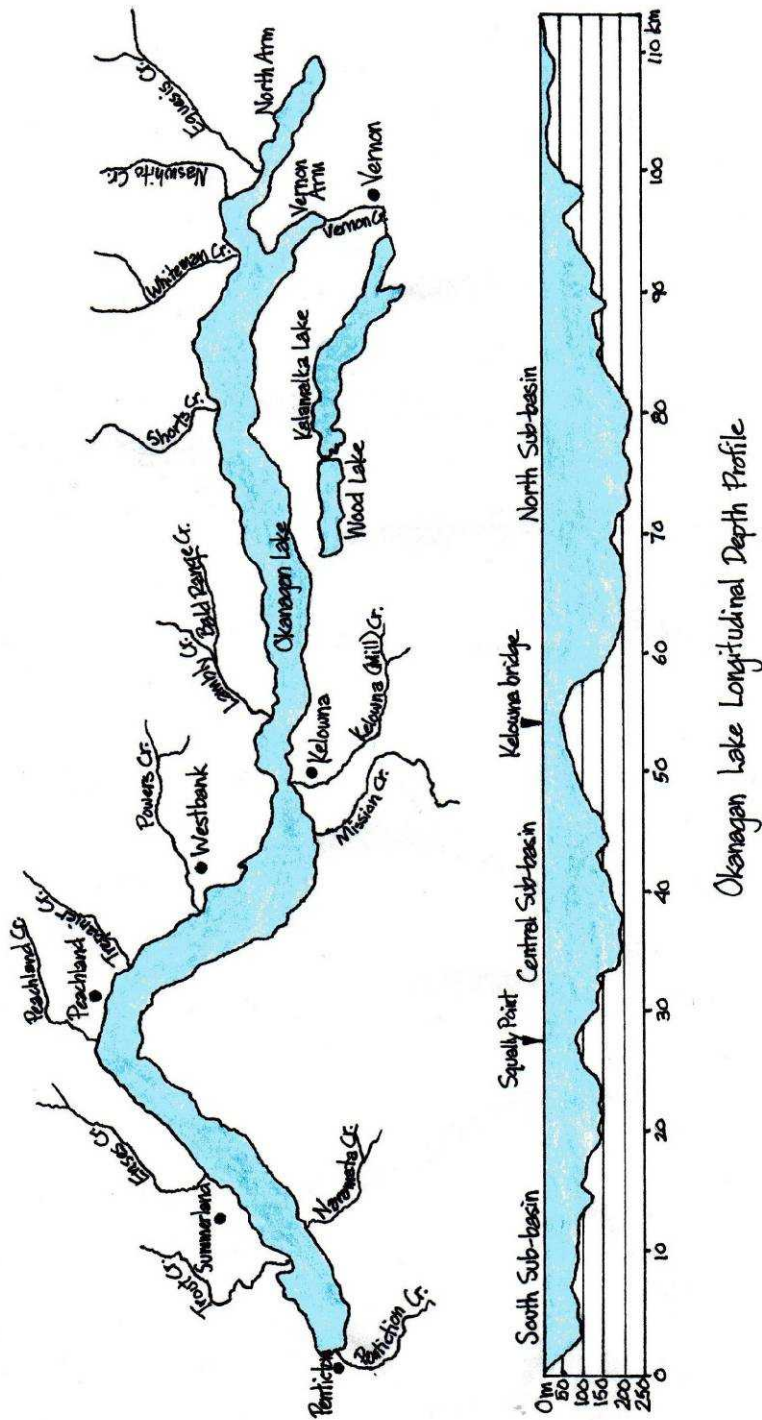 Equesis Cr.
Naswhito Cr.
Whiteman Cr.
Shorts Cr.
Bald Range Cr.
Lambly Cr.
Powers Cr.
Westbank
Trepanier Cr.
Peachland Cr.
Peachland
Eneas Cr.
Trout Cr.
Summerland
North Arm
Vernon
Arm
Vernon
Vernon Cr.
Kalamalka Lake
Wood Lake
Okanagan Lake
Kelowna
Kelowna (Mill) Cr.
Mission Cr.
Naramata Cr.
Penticton
Penticton Cr.
South Sub-basin
Squally Point
Central Sub-basin
Kelowna bridge
North Sub-basin
0m
50
100
150
200
250
0 10 20 30 40 50 60 70 80 90 100 110 km
Okanagan Lake Longitudinal Depth Profile